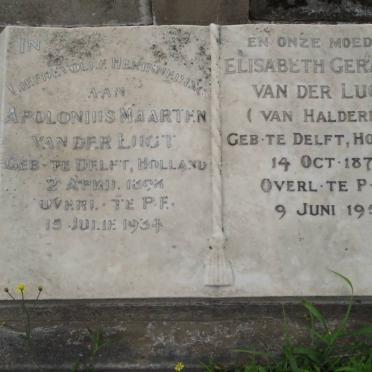 IN
LIEFDEVOLLE HERINNERING
AAN
APOLONIUS MAARTEN
VAN DER LUGT
GEB·TE DELFT, HOLLAND
2 APRIL
OVERL·TE P.E.
15 JULIE 1934
EN ONZE MOED
ELISABETH GER
VAN DER LUG
( VAN HALDER
GEB·TE DELFT, HO
14 OCT·187
OVERL·TE P
9 JUNI 19